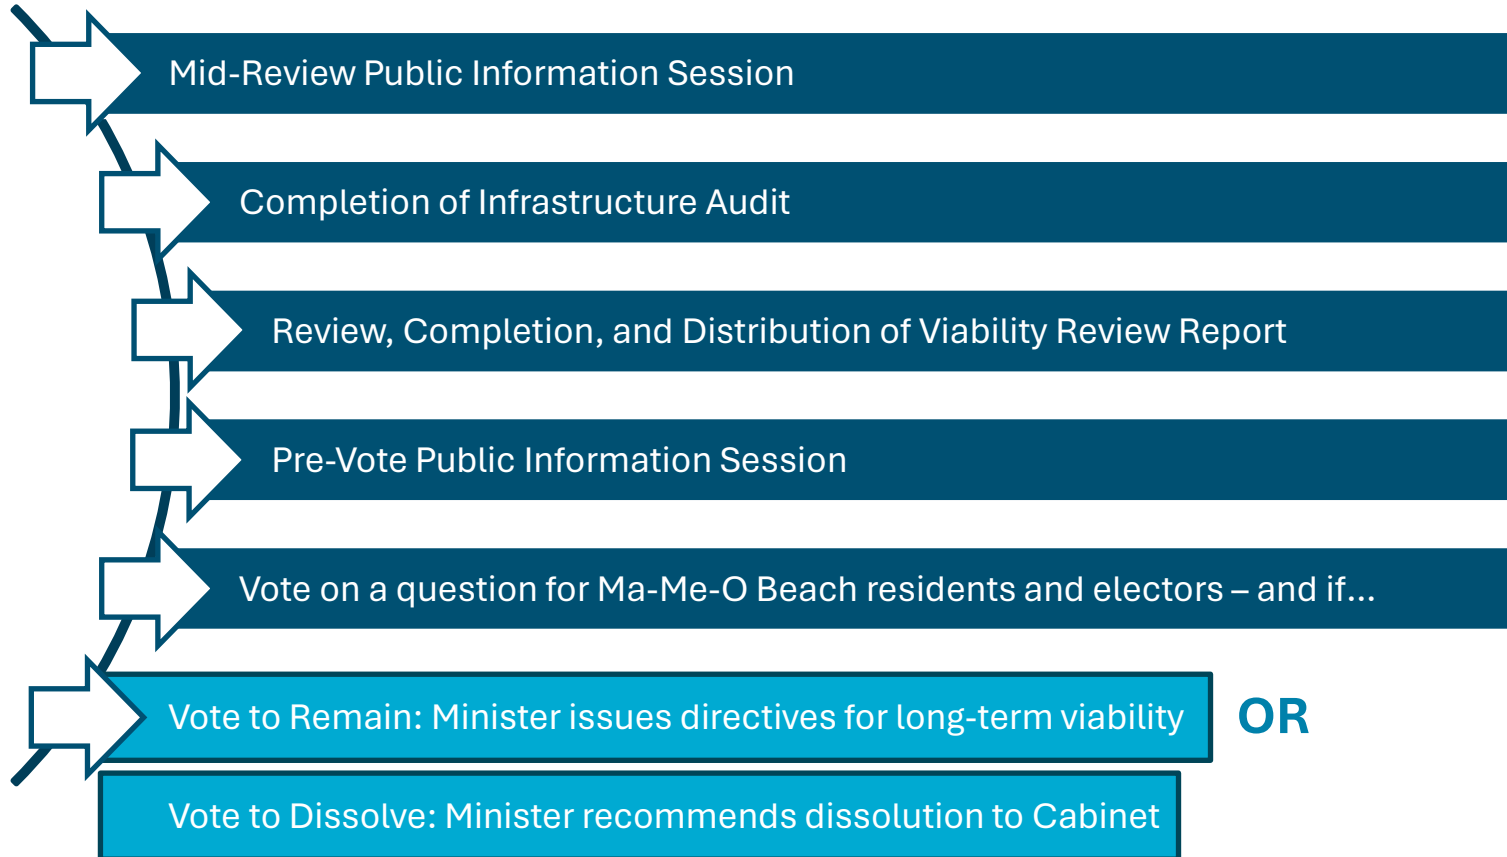 Mid-Review Public Information Session
Completion of Infrastructure Audit
Review, Completion, and Distribution of Viability Review Report
Pre-Vote Public Information Session
Vote on a question for Ma-Me-O Beach residents and electors – and if...
Vote to Remain: Minister issues directives for long-term viability
OR
Vote to Dissolve: Minister recommends dissolution to Cabinet